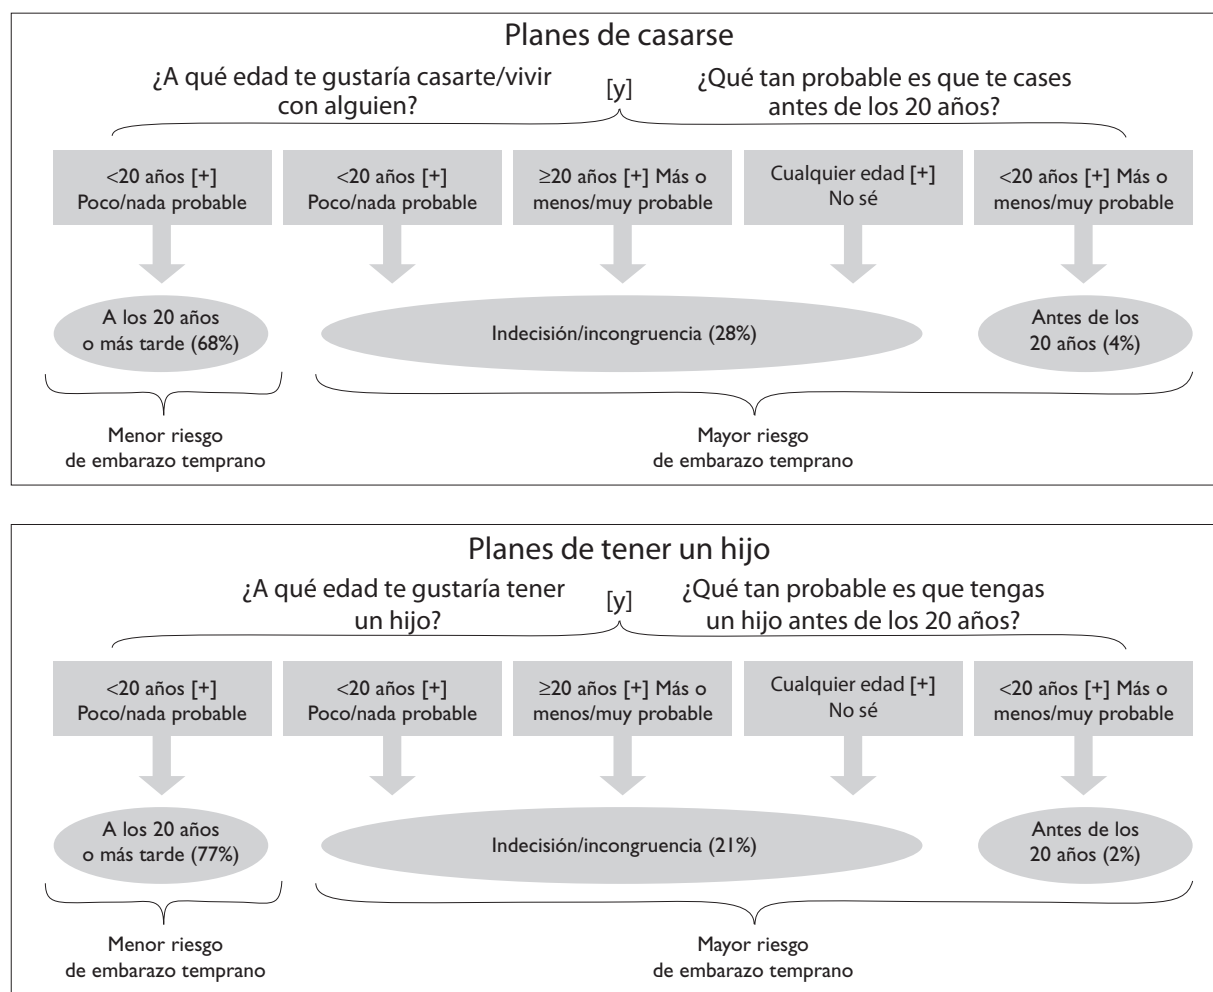 Planes de casarse
¿A qué edad te gustaría casarte/vivir
con alguien?
[y]
¿Qué tan probable es que te cases
antes de los 20 años?
<20 años [+]
Poco/nada probable
<20 años [+]
Poco/nada probable
≥20 años [+] Más o
menos/muy probable
Cualquier edad [+]
No sé
<20 años [+] Más o
menos/muy probable
A los 20 años
o más tarde (68%)
Indecisión/incongruencia (28%)
Antes de los
20 años (4%)
Menor riesgo
de embarazo temprano
Mayor riesgo
de embarazo temprano
Planes de tener un hijo
¿A qué edad te gustaría tener
un hijo?
[y]
¿Qué tan probable es que tengas
un hijo antes de los 20 años?
<20 años [+]
Poco/nada probable
<20 años [+]
Poco/nada probable
≥20 años [+] Más o
menos/muy probable
Cualquier edad [+]
No sé
<20 años [+] Más o
menos/muy probable
A los 20 años
o más tarde (77%)
Indecisión/incongruencia (21%)
Antes de los
20 años (2%)
Menor riesgo
de embarazo temprano
Mayor riesgo
de embarazo temprano